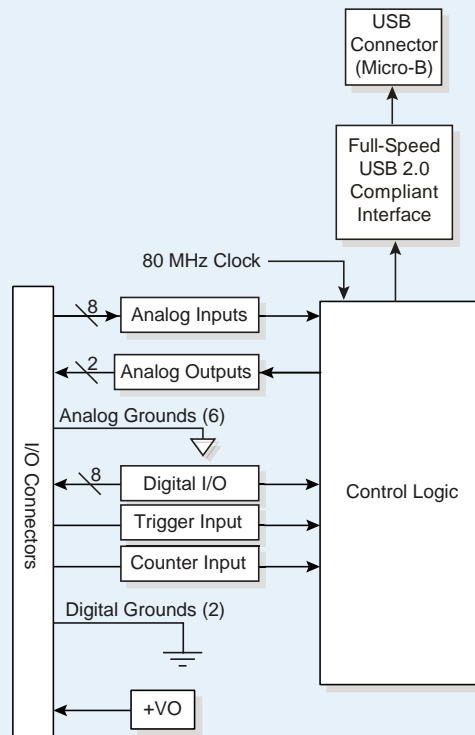 USB
Connector
(Micro-B)
Full-Speed
USB 2.0
Compliant
Interface
80 MHz Clock
8
Analog Inputs
2
Analog Outputs
Analog Grounds (6)
8
Digital I/O
Trigger Input
Counter Input
Digital Grounds (2)
+VO
I/O Connectors
Control Logic